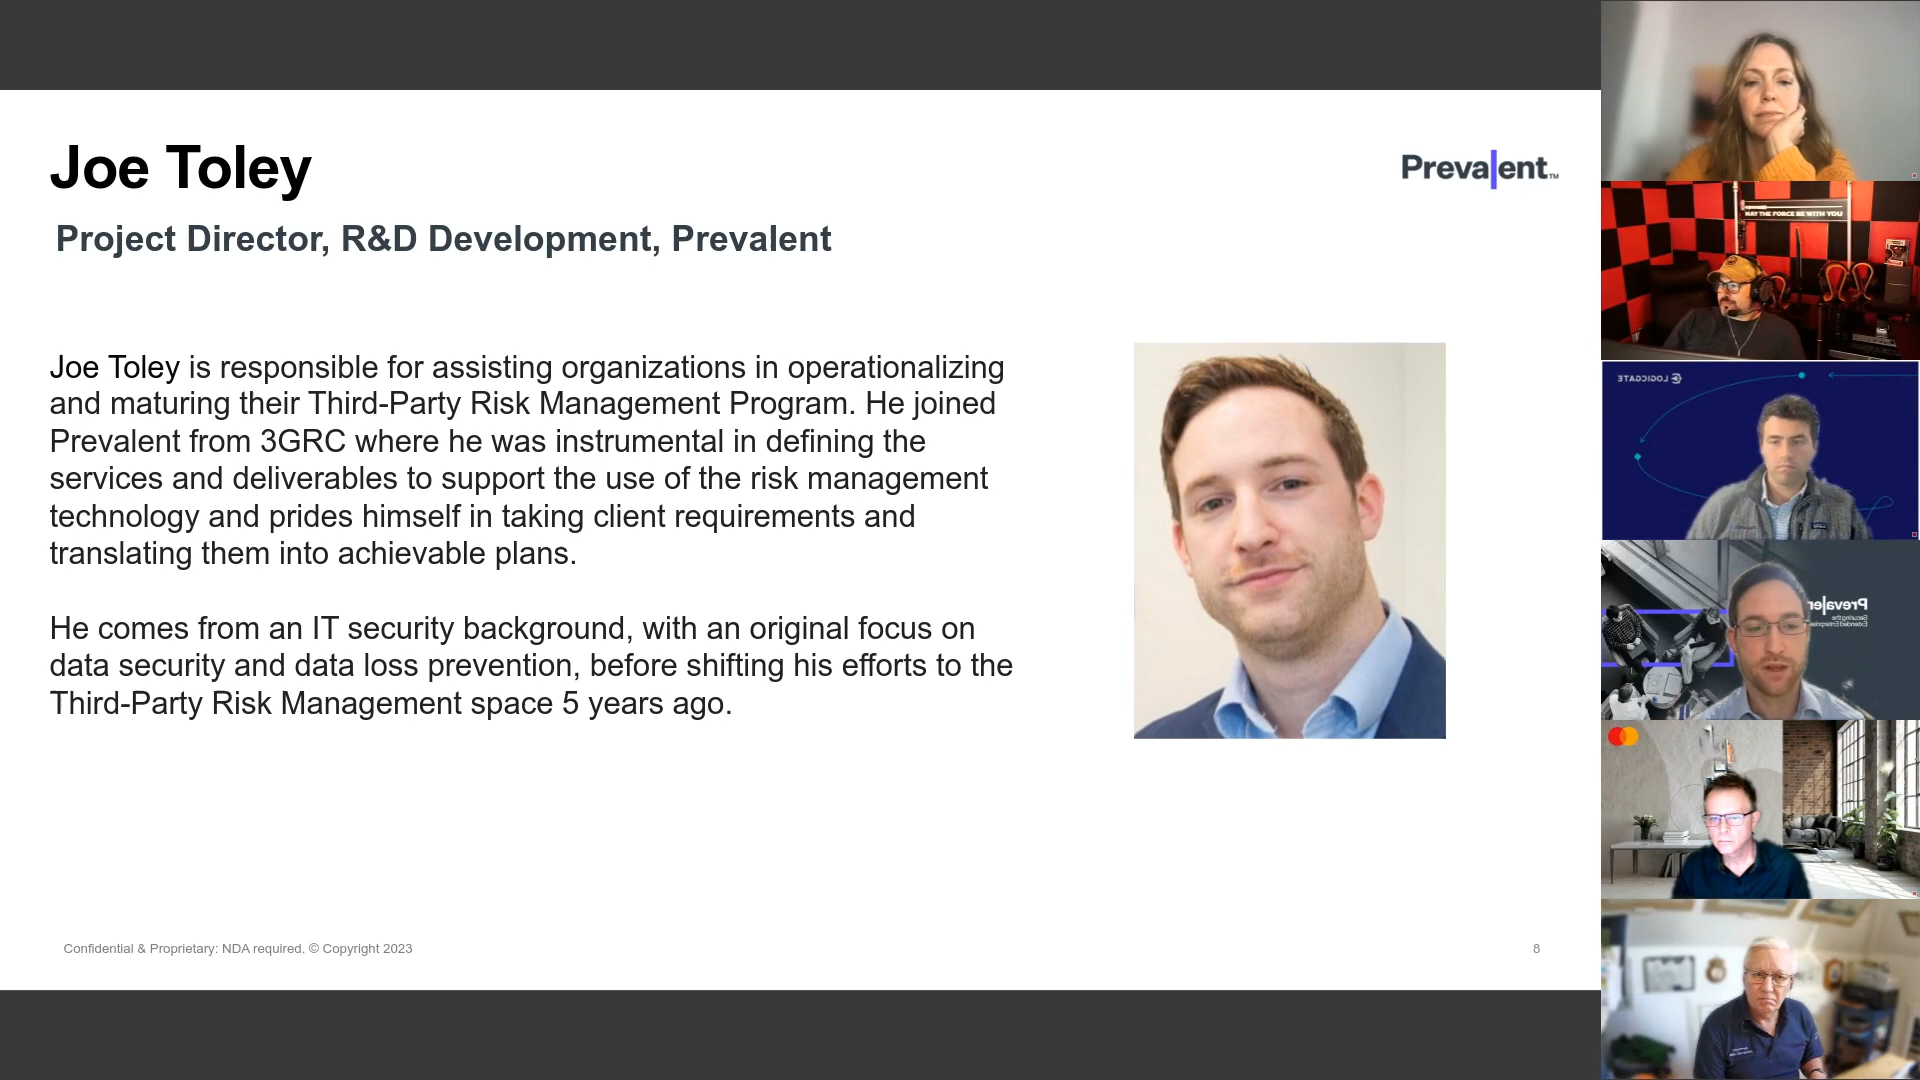 Joe Toley
Prevalent™
Project Director, R&D Development, Prevalent
Joe Toley is responsible for assisting organizations in operationalizing
and maturing their Third-Party Risk Management Program. He joined
Prevalent from 3GRC where he was instrumental in defining the
services and deliverables to support the use of the risk management
technology and prides himself in taking client requirements and
translating them into achievable plans.
He comes from an IT security background, with an original focus on
data security and data loss prevention, before shifting his efforts to the
Third-Party Risk Management space 5 years ago.
Confidential & Proprietary: NDA required. © Copyright 2023
8
MAY THE FORCE BE WITH YOU
LOGICGATE
Prevalent
Securing the
Extended Enterprise